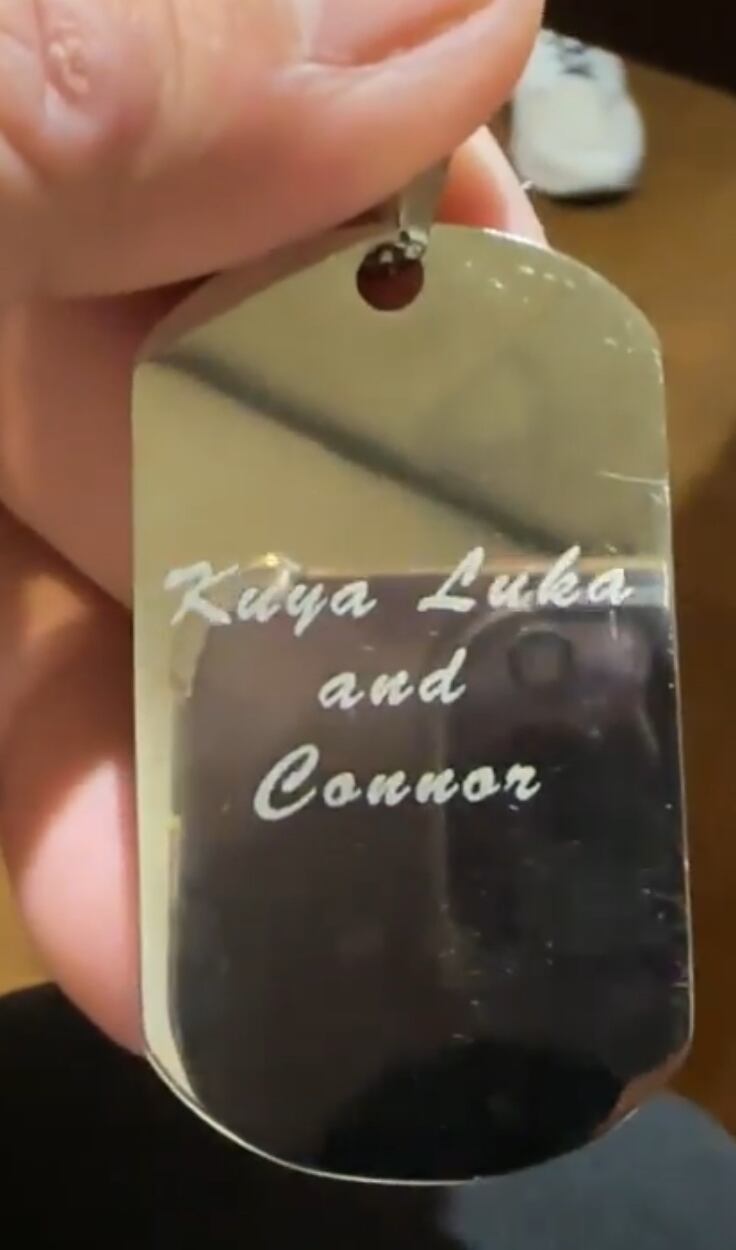 Kuya Luka
and
Connor